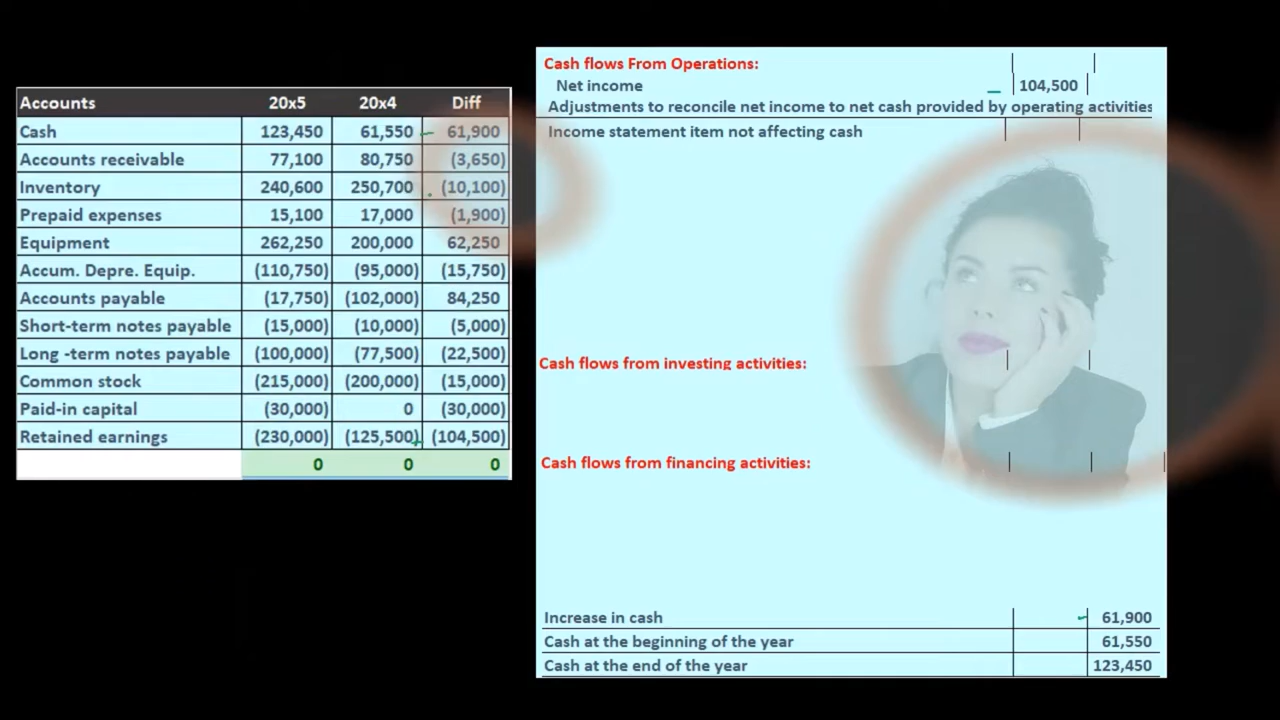 Accounts 20x5 20x4 Diff
Cash 123,450 61,550 61,900
Accounts receivable 77,100 80,750 (3,650)
Inventory 240,600 250,700 (10,100)
Prepaid expenses 15,100 17,000 (1,900)
Equipment 262,250 200,000 62,250
Accum. Depre. Equip. (110,750) (95,000) (15,750)
Accounts payable (17,750) (102,000) 84,250
Short-term notes payable (15,000) (10,000) (5,000)
Long -term notes payable (100,000) (77,500) (22,500)
Common stock (215,000) (200,000) (15,000)
Paid-in capital (30,000) 0 (30,000)
Retained earnings (230,000) (125,500) (104,500)
0 0 0
Cash flows From Operations:
Net income 104,500
Adjustments to reconcile net income to net cash provided by operating activities
Income statement item not affecting cash
Cash flows from investing activities:
Cash flows from financing activities:
Increase in cash 61,900
Cash at the beginning of the year 61,550
Cash at the end of the year 123,450